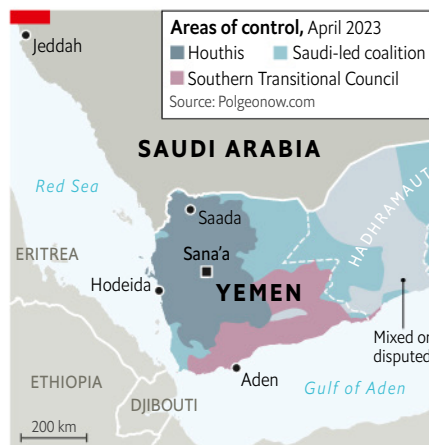 Areas of control, April 2023
Houthis Saudi-led coalition
Southern Transitional Council
Source: Polgeonow.com
Jeddah
SAUDI ARABIA
Red Sea
HADHRAMAUT
Saada
ERITREA
Sana’a
Hodeida
YEMEN
Mixed or
disputed
ETHIOPIA
Aden
Gulf of Aden
DJIBOUTI
200 km